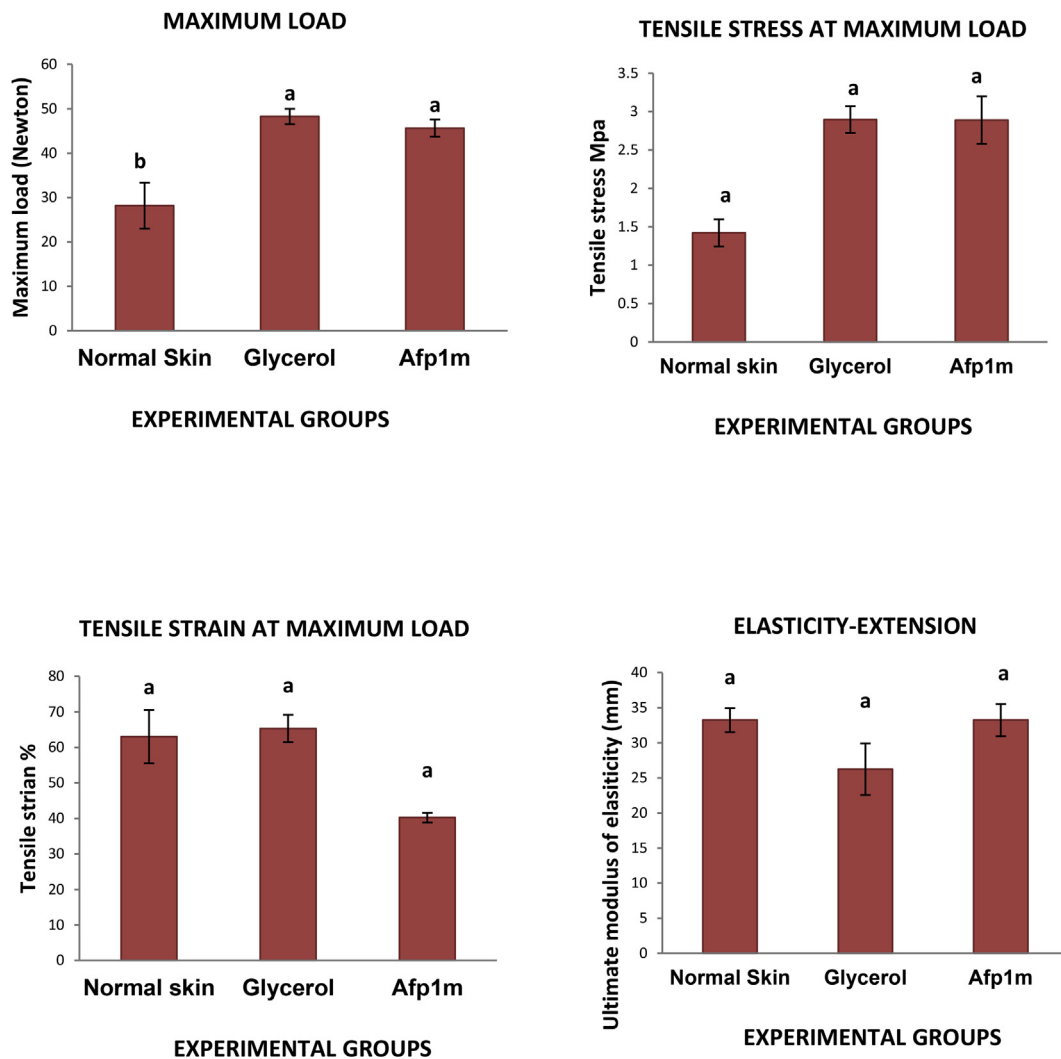 MAXIMUM LOAD
Maximum load (Newton)
60
50
40
30
20
10
0
b
a
a
Normal Skin Glycerol Afp1m
EXPERIMENTAL GROUPS
TENSILE STRESS AT MAXIMUM LOAD
Tensile stress Mpa
3.5
3
2.5
2
1.5
1
0.5
0
a
a
a
Normal skin Glycerol Afp1m
EXPERIMENTAL GROUPS
TENSILE STRAIN AT MAXIMUM LOAD
Tensile strian %
80
70
60
50
40
30
20
10
0
a
a
a
Normal skin Glycerol Afp1m
EXPERIMENTAL GROUPS
ELASTICITY-EXTENSION
Ultimate modulus of elasiticity (mm)
40
35
30
25
20
15
10
5
0
a
a
a
Normal Skin Glycerol Afp1m
EXPERIMENTAL GROUPS